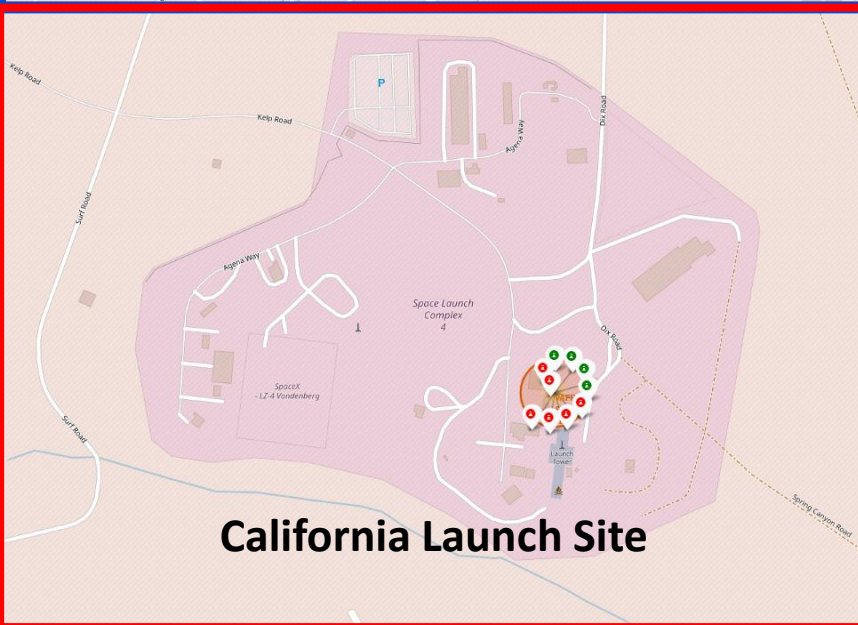 Kelp Road
P
Kelp Road
Dix Road
Agena Way
Surf Road
Agena Way
Space Launch
Complex
4
Dix Road
SpaceX
- LZ-4 Vandenberg
Surf Road
Launch
Tower
Spring Canyon Road
California Launch Site